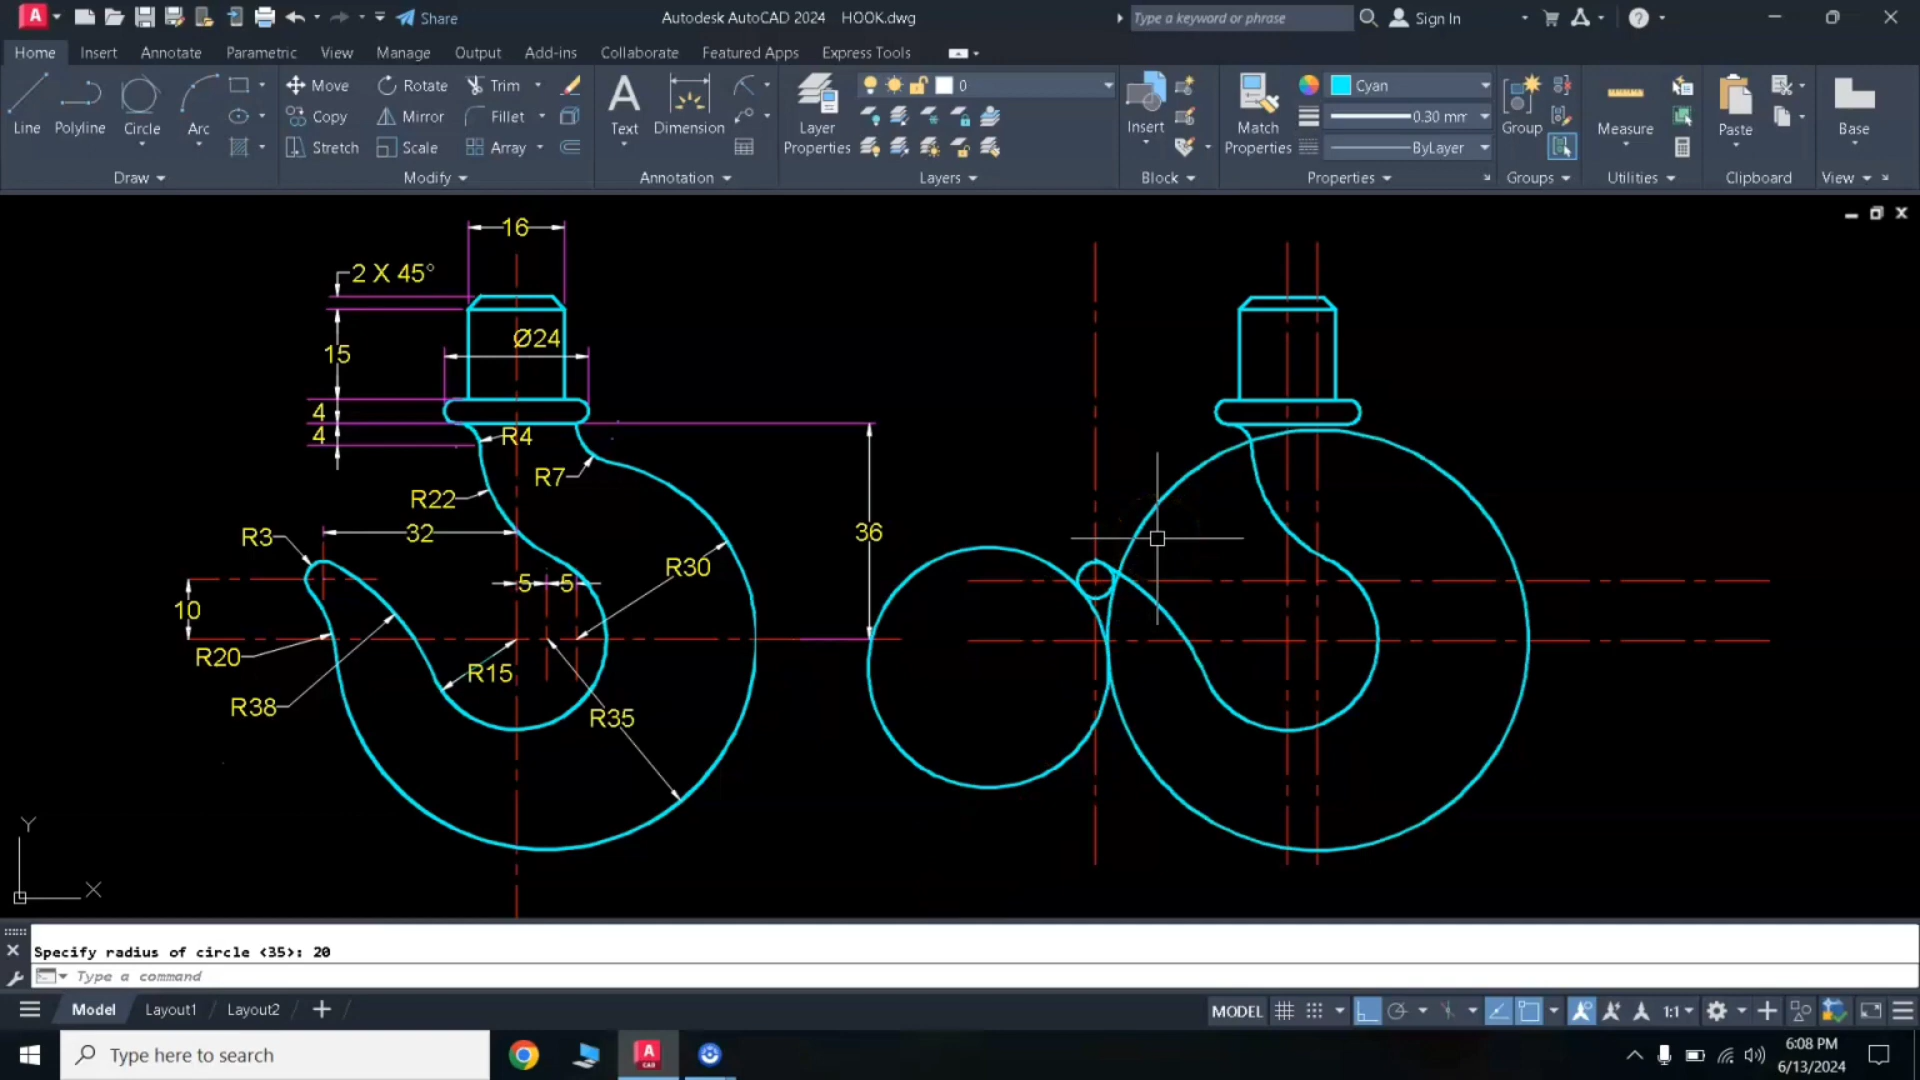 Share
Autodesk AutoCAD 2024 HOOK.dwg
Type a keyword or phrase
Sign In
Home Insert Annotate Parametric View Manage Output Add-ins Collaborate Featured Apps Express Tools
Line Polyline Circle Arc
Move Rotate Trim
Copy Mirror Fillet
Stretch Scale Array
Text Dimension
Layer Properties
0
Insert
Match Properties
Cyan
0.30 mm
ByLayer
Group
Measure
Paste
Base
Draw Modify Annotation Layers Block Properties Groups Utilities Clipboard View
16
2 X 45°
Ø24
15
4
4
R4
R7
R22
32
36
R3
5 5
R30
10
R20
R15
R38
R35
Y
X
Specify radius of circle <35>: 20
Type a command
Model Layout1 Layout2
MODEL
1:1
Type here to search
6:08 PM
6/13/2024